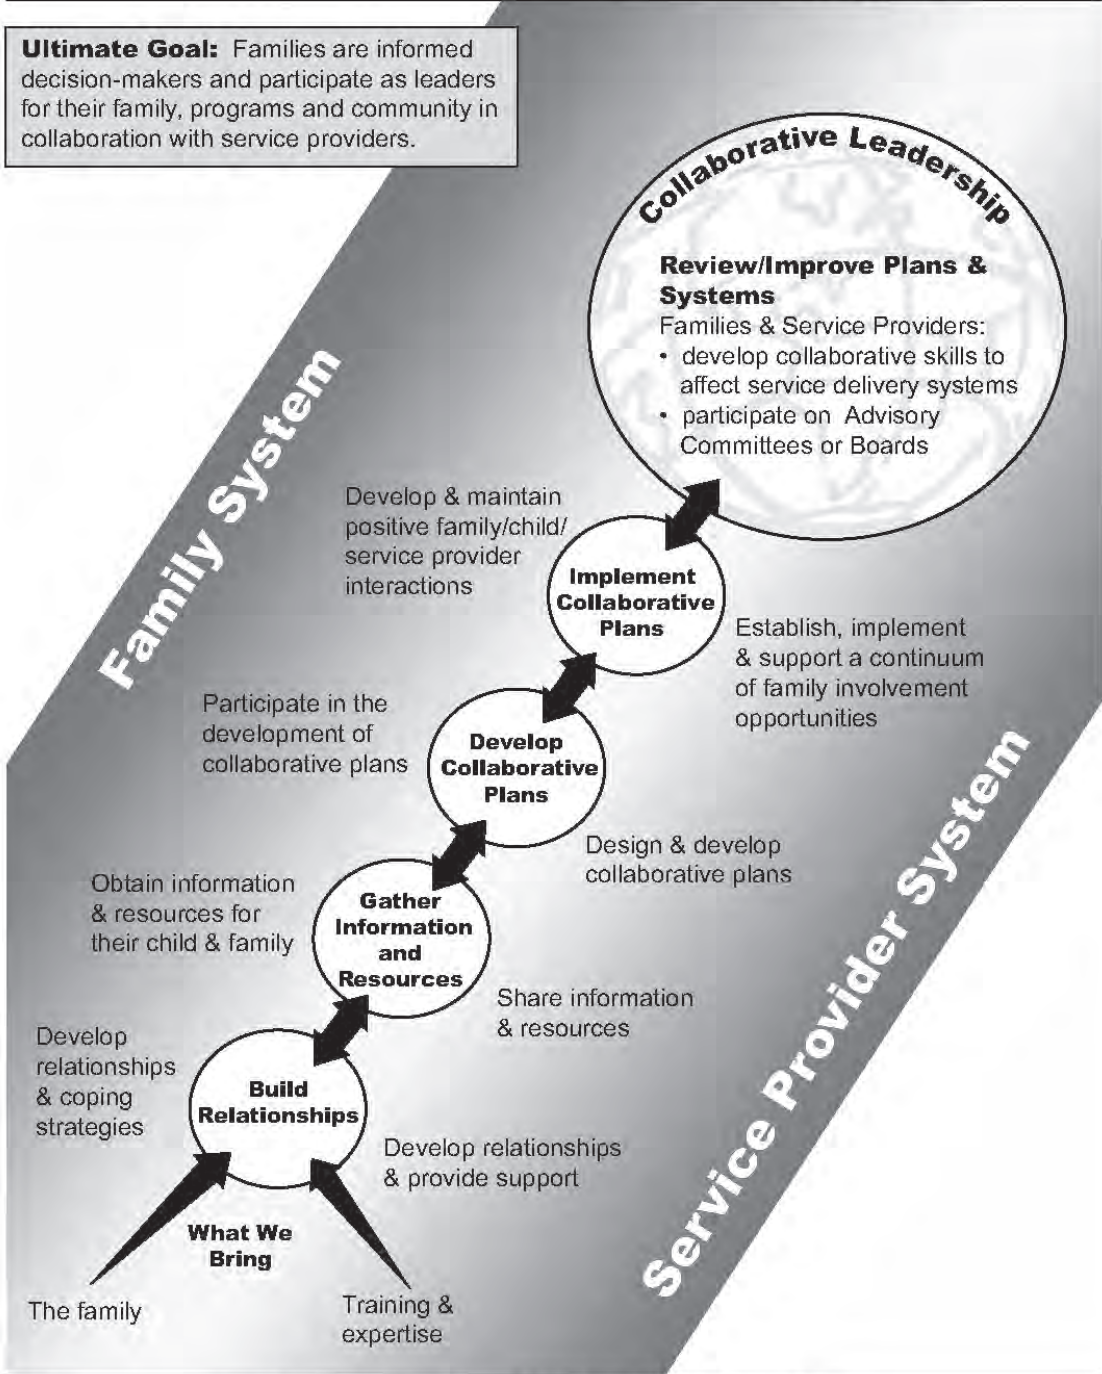 Ultimate Goal: Families are informed
decision-makers and participate as leaders
for their family, programs and community in
collaboration with service providers.
Collaborative Leadership
Review/Improve Plans &
Systems
Families & Service Providers:
• develop collaborative skills to
affect service delivery systems
• participate on Advisory
Committees or Boards
Family System
Develop & maintain
positive family/child/
service provider
interactions
Implement
Collaborative
Plans
Establish, implement
& support a continuum
of family involvement
opportunities
Participate in the
development of
collaborative plans
Develop
Collaborative
Plans
Design & develop
collaborative plans
Obtain information
& resources for
their child & family
Gather
Information
and
Resources
Share information
& resources
Service Provider System
Develop
relationships
& coping
strategies
Build
Relationships
Develop relationships
& provide support
What We
Bring
The family
Training &
expertise